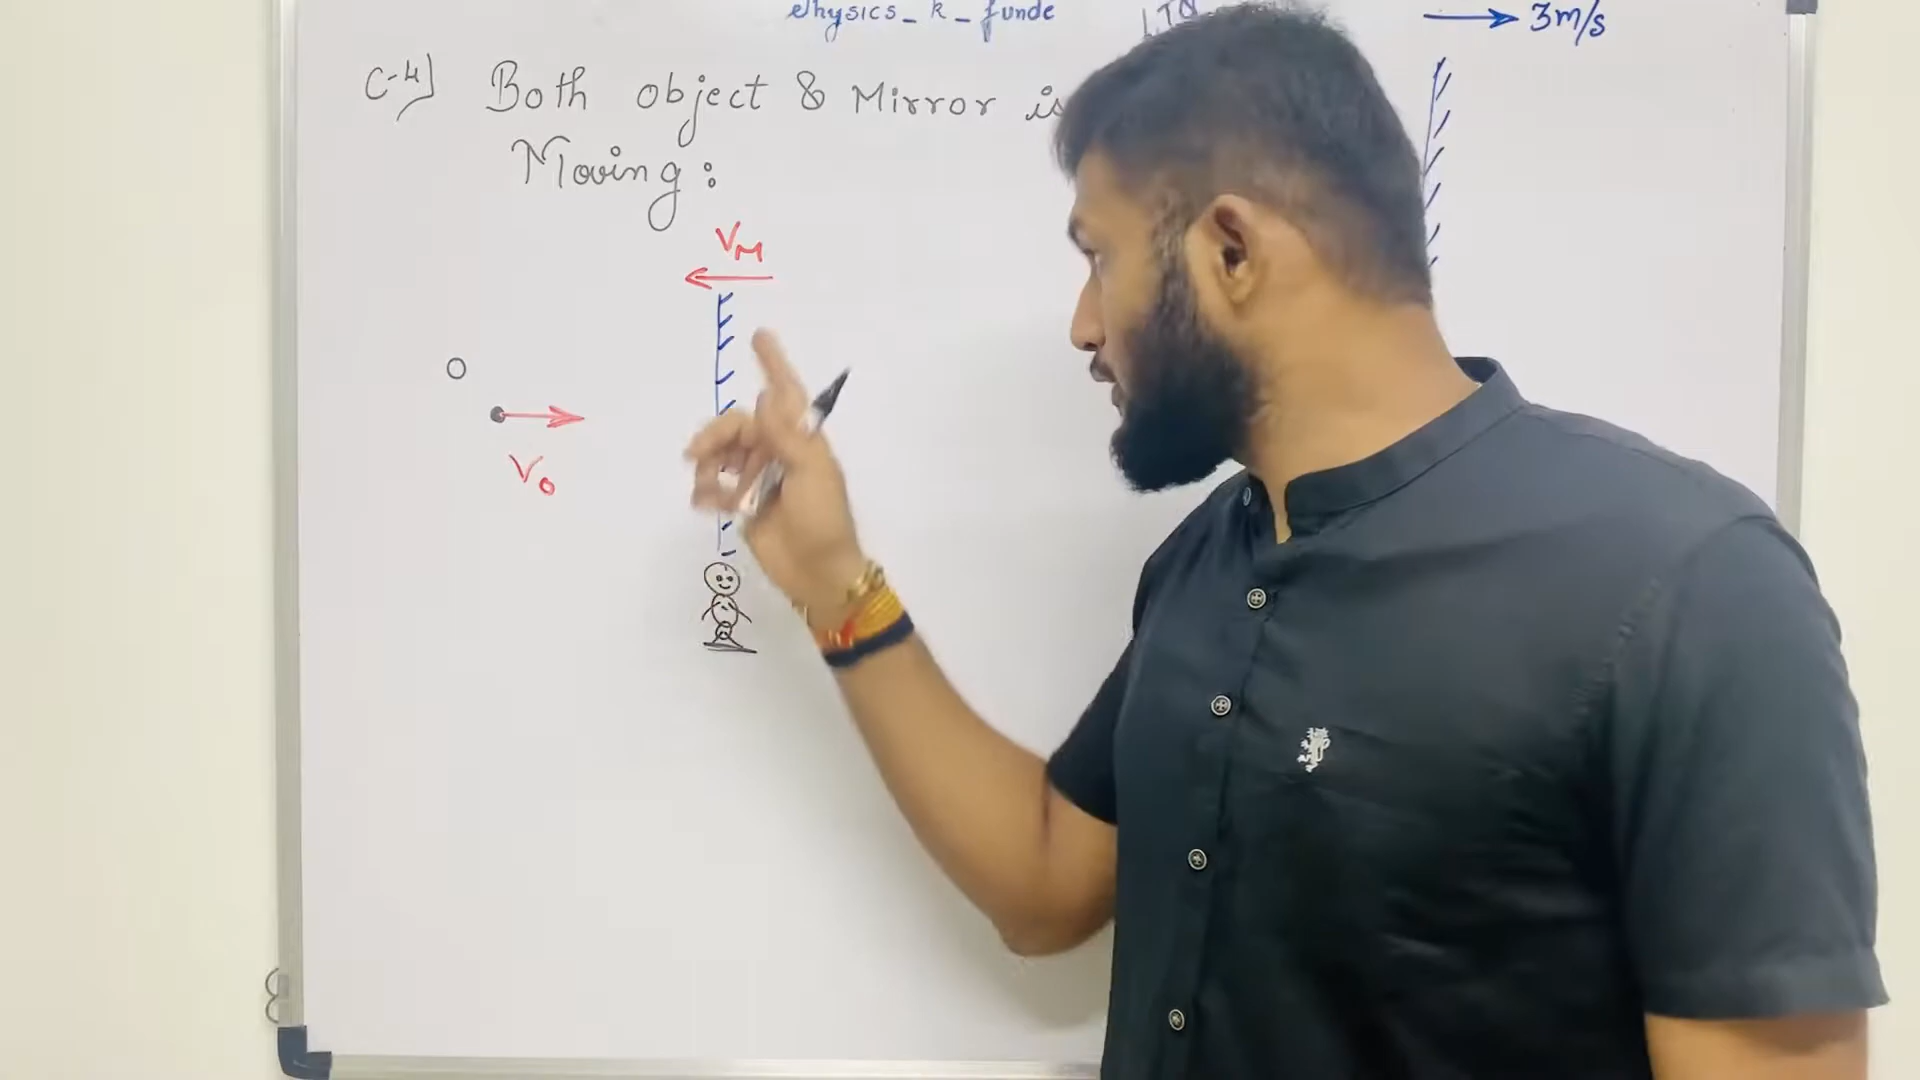 Physics_k_funde
3m/s
C-4] Both object & Mirror is
Moving:
VM
O
VO